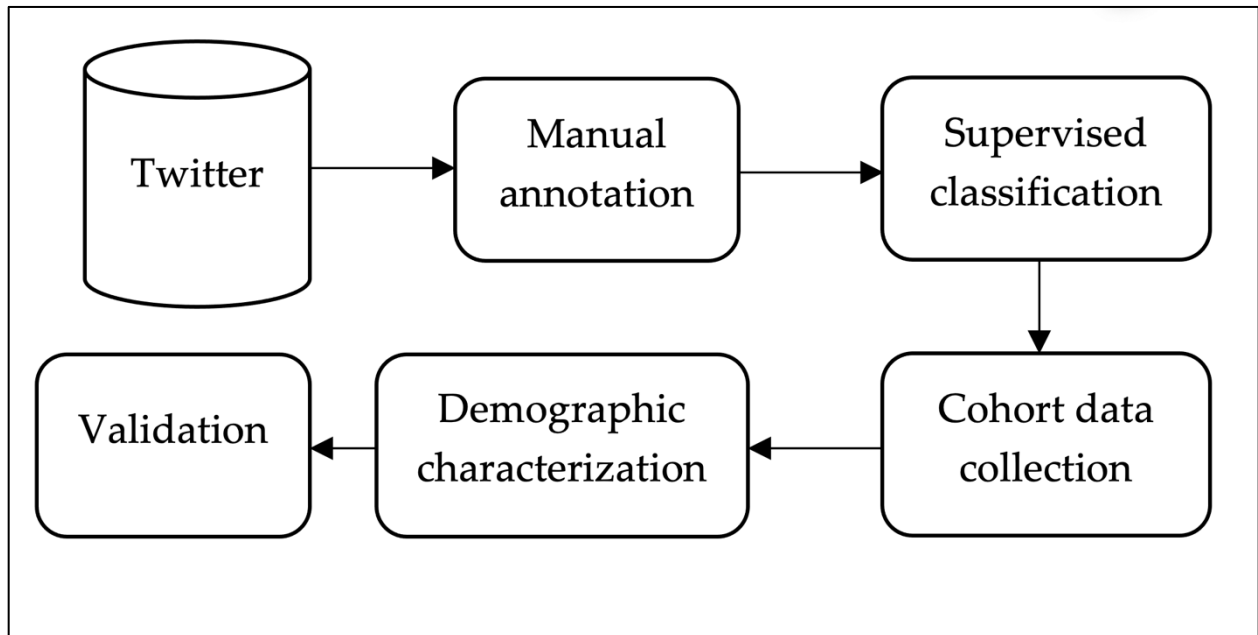 Twitter
Manual
annotation
Supervised
classification
Cohort data
collection
Demographic
characterization
Validation